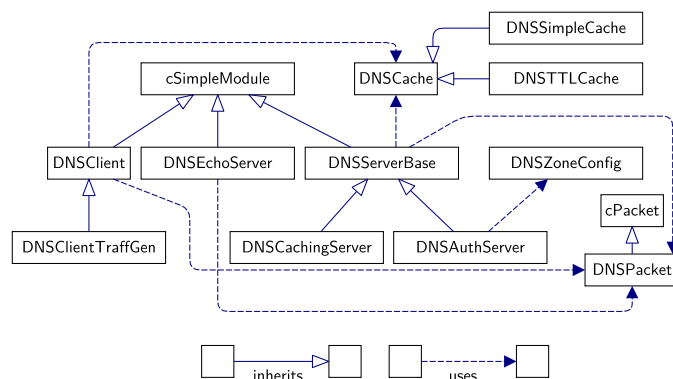 DNSSimpleCache
cSimpleModule
DNSCache
DNSTTLCache
DNSClient
DNSEchoServer
DNSServerBase
DNSZoneConfig
cPacket
DNSClientTraffGen
DNSCachingServer
DNSAuthServer
DNSPacket
inherits
uses